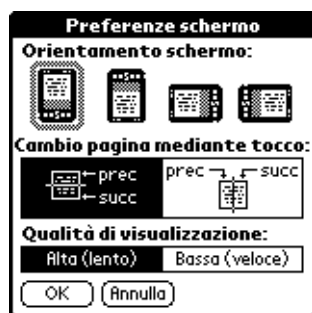 Preferenze schermo
Orientamento schermo:
Cambio pagina mediante tocco:
prec
succ
prec succ
Qualità di visualizzazione:
Alta (lento) Bassa (veloce)
OK Annulla